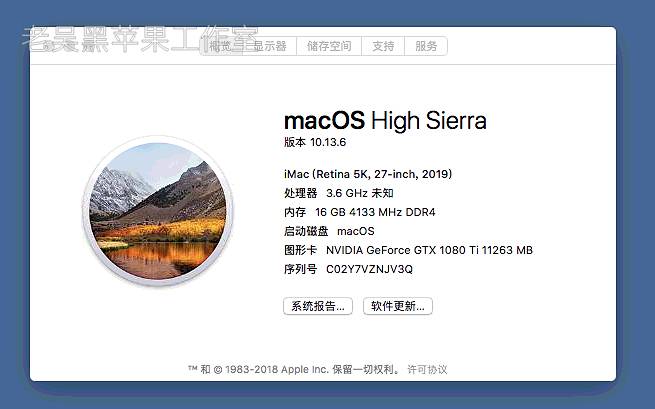 老吴黑苹果工作室
概览 显示器 储存空间 支持 服务
macOS High Sierra
版本 10.13.6
iMac (Retina 5K, 27-inch, 2019)
处理器 3.6 GHz 未知
内存 16 GB 4133 MHz DDR4
启动磁盘 macOS
图形卡 NVIDIA GeForce GTX 1080 Ti 11263 MB
序列号 C02Y7VZNJV3Q
系统报告... 软件更新...
™ 和 © 1983-2018 Apple Inc. 保留一切权利。 许可协议